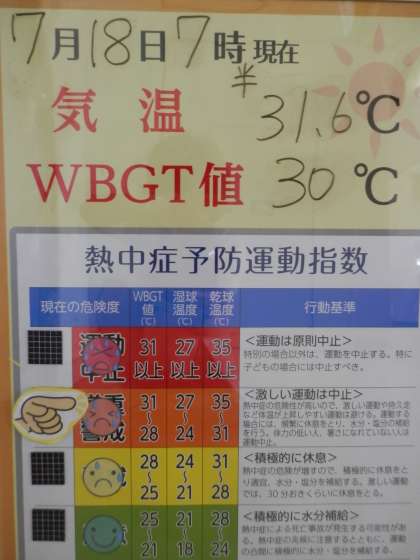 7月18日7時現在
気温 31.6℃
WBGT値 30℃
熱中症予防運動指数
現在の危険度 WBGT値(℃) 湿球温度(℃) 乾球温度(℃) 行動基準
運動中止 31以上 27以上 35以上 <運動は原則中止>
特別の場合以外は、運動を中止する。特に
子どもの場合には中止すべき。
警戒 31~28 27~24 35~31 <激しい運動は中止>
熱中症の危険性が高いので、激しい運動や持久走
など体温が上昇しやすい運動は避ける。運動する
場合には、頻繁に休息をとり、水分・塩分の補給
を行う。体力の低い人、暑さになれていない人は
運動中止。
28~25 24~21 31~28 <積極的に休息>
熱中症の危険が増すので、積極的に休息をと
り適宜、水分・塩分を補給する。激しい運動
では、30分おきくらいに休息をとる。
25~21 21~18 28~24 <積極的に水分補給>
熱中症による死亡事故が発生する可能性がある。
熱中症の兆候に注意するとともに、運動
の合間に積極的に水分・塩分を補給する。